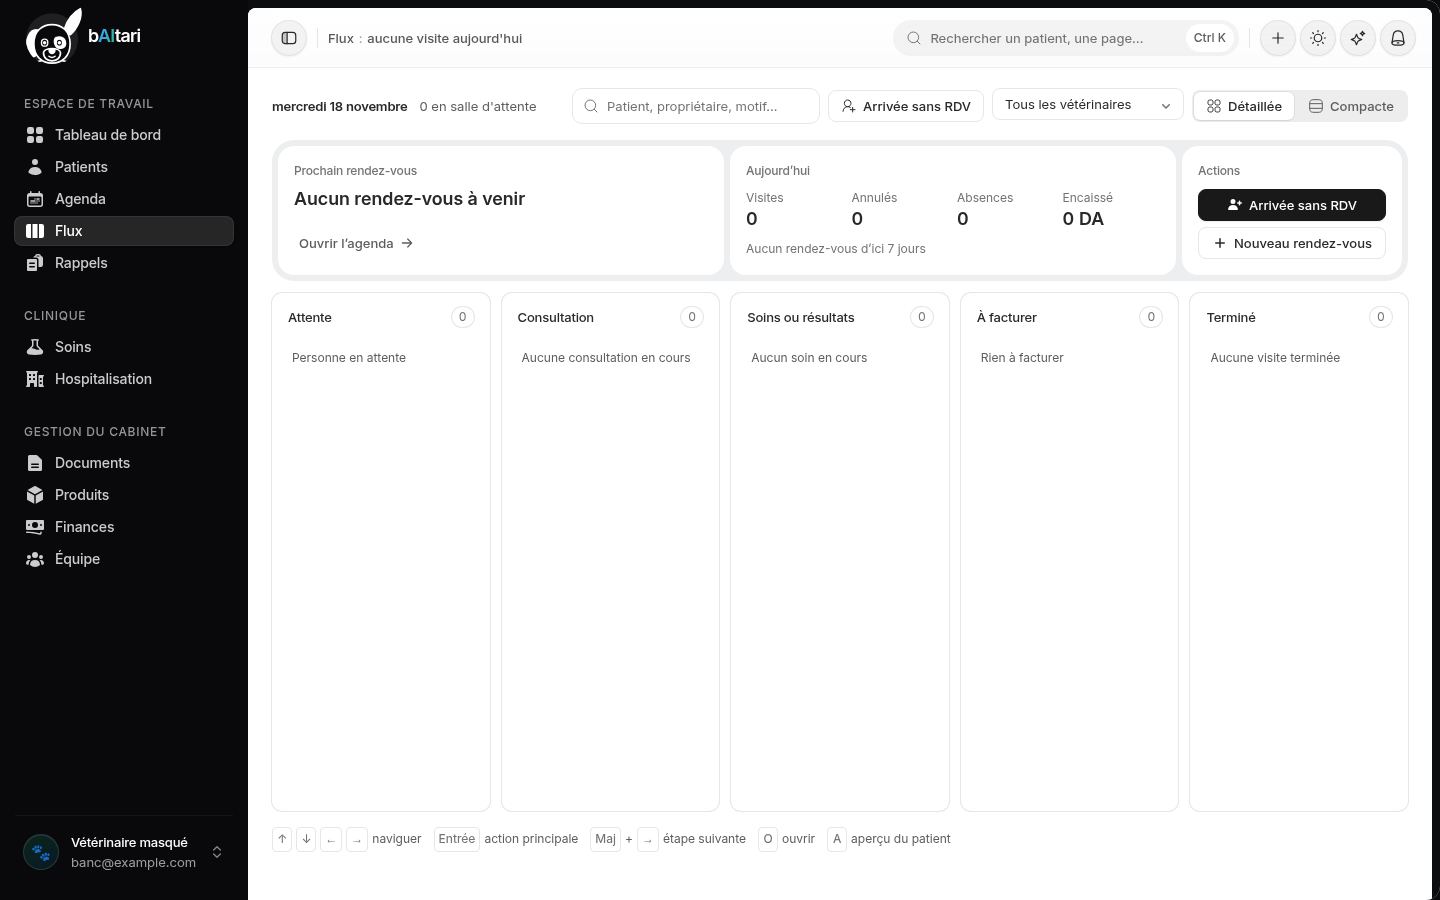 bAItari
ESPACE DE TRAVAIL
Tableau de bord
Patients
Agenda
Flux
Rappels
CLINIQUE
Soins
Hospitalisation
GESTION DU CABINET
Documents
Produits
Finances
Équipe
Vétérinaire masqué
banc@example.com
Flux : aucune visite aujourd'hui
Rechercher un patient, une page...
Ctrl K
mercredi 18 novembre 0 en salle d'attente
Patient, propriétaire, motif...
Arrivée sans RDV
Tous les vétérinaires
Détaillée
Compacte
Prochain rendez-vous
Aucun rendez-vous à venir
Ouvrir l’agenda →
Aujourd’hui
Visites Annulés Absences Encaissé
0 0 0 0 DA
Aucun rendez-vous d’ici 7 jours
Actions
Arrivée sans RDV
+ Nouveau rendez-vous
Attente 0
Personne en attente
Consultation 0
Aucune consultation en cours
Soins ou résultats 0
Aucun soin en cours
À facturer 0
Rien à facturer
Terminé 0
Aucune visite terminée
↑ ↓ ← → naviguer Entrée action principale Maj + → étape suivante O ouvrir A aperçu du patient